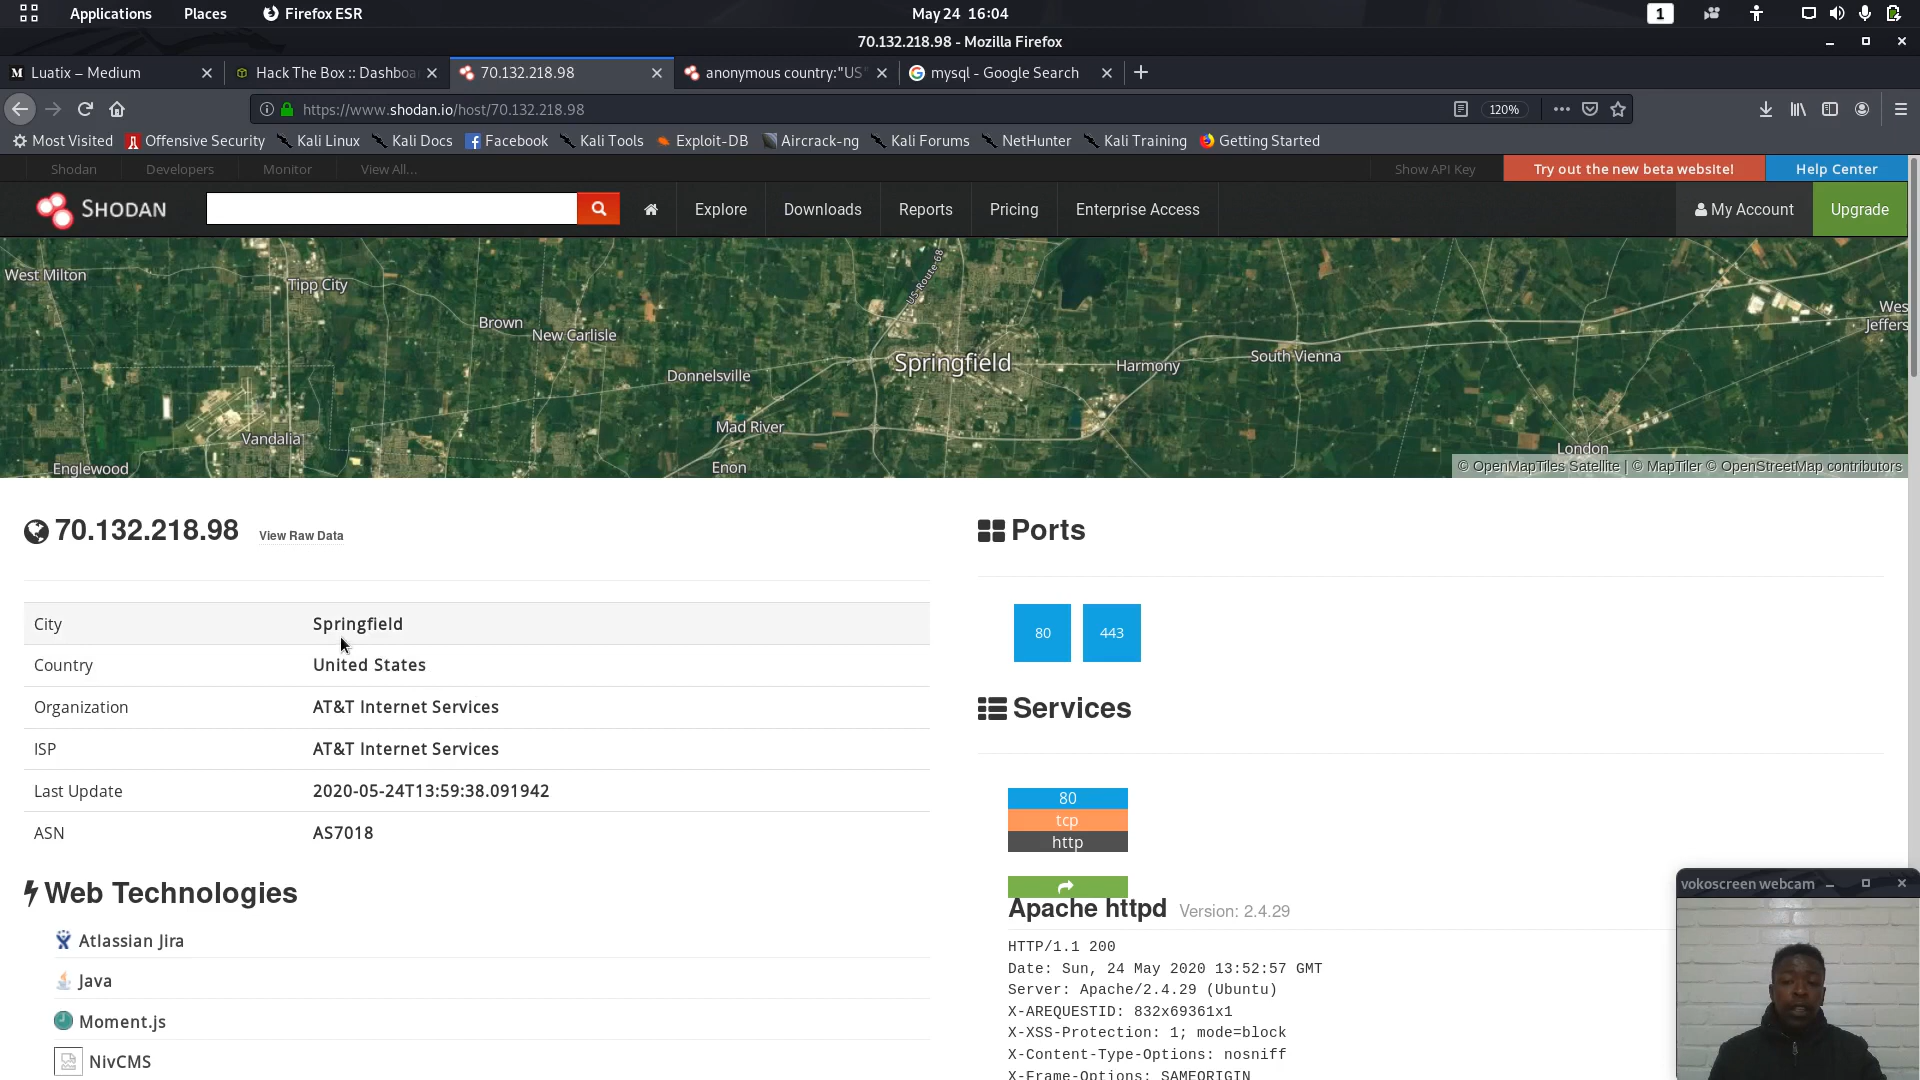 Applications Places Firefox ESR May 24 16:04 1
70.132.218.98 - Mozilla Firefox
Luatix – Medium Hack The Box :: Dashboa 70.132.218.98 anonymous country:"US" mysql - Google Search
https://www.shodan.io/host/70.132.218.98 120%
Most Visited Offensive Security Kali Linux Kali Docs Facebook Kali Tools Exploit-DB Aircrack-ng Kali Forums NetHunter Kali Training Getting Started
Shodan Developers Monitor View All... Show API Key Try out the new beta website! Help Center
SHODAN Explore Downloads Reports Pricing Enterprise Access My Account Upgrade
US-Route-68
West Milton
Tipp City
Wes
Jeffers
Brown
New Carlisle
South Vienna
Springfield
Harmony
Donnelsville
Mad River
Vandalia
London
Englewood
Enon
© OpenMapTiles Satellite | © MapTiler © OpenStreetMap contributors
70.132.218.98 View Raw Data
City Springfield
Country United States
Organization AT&T Internet Services
ISP AT&T Internet Services
Last Update 2020-05-24T13:59:38.091942
ASN AS7018
Web Technologies
Atlassian Jira
Java
Moment.js
NivCMS
Ports
80 443
Services
80
tcp
http
Apache httpd Version: 2.4.29
HTTP/1.1 200
Date: Sun, 24 May 2020 13:52:57 GMT
Server: Apache/2.4.29 (Ubuntu)
X-AREQUESTID: 832x69361x1
X-XSS-Protection: 1; mode=block
X-Content-Type-Options: nosniff
X-Frame-Options: SAMEORIGIN
vokoscreen webcam